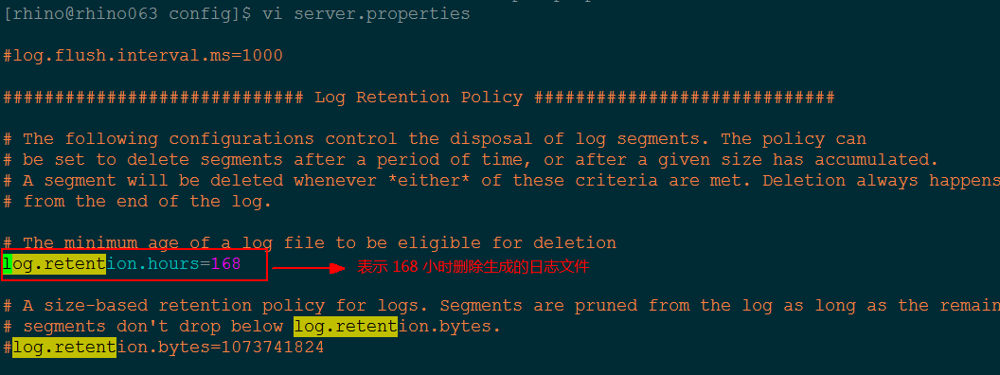 [rhino@rhino063 config]$ vi server.properties
#log.flush.interval.ms=1000
############################# Log Retention Policy #############################
# The following configurations control the disposal of log segments. The policy can
# be set to delete segments after a period of time, or after a given size has accumulated.
# A segment will be deleted whenever *either* of these criteria are met. Deletion always happens
# from the end of the log.
# The minimum age of a log file to be eligible for deletion
log.retention.hours=168 表示 168 小时删除生成的日志文件
# A size-based retention policy for logs. Segments are pruned from the log as long as the remain
# segments don't drop below log.retention.bytes.
#log.retention.bytes=1073741824